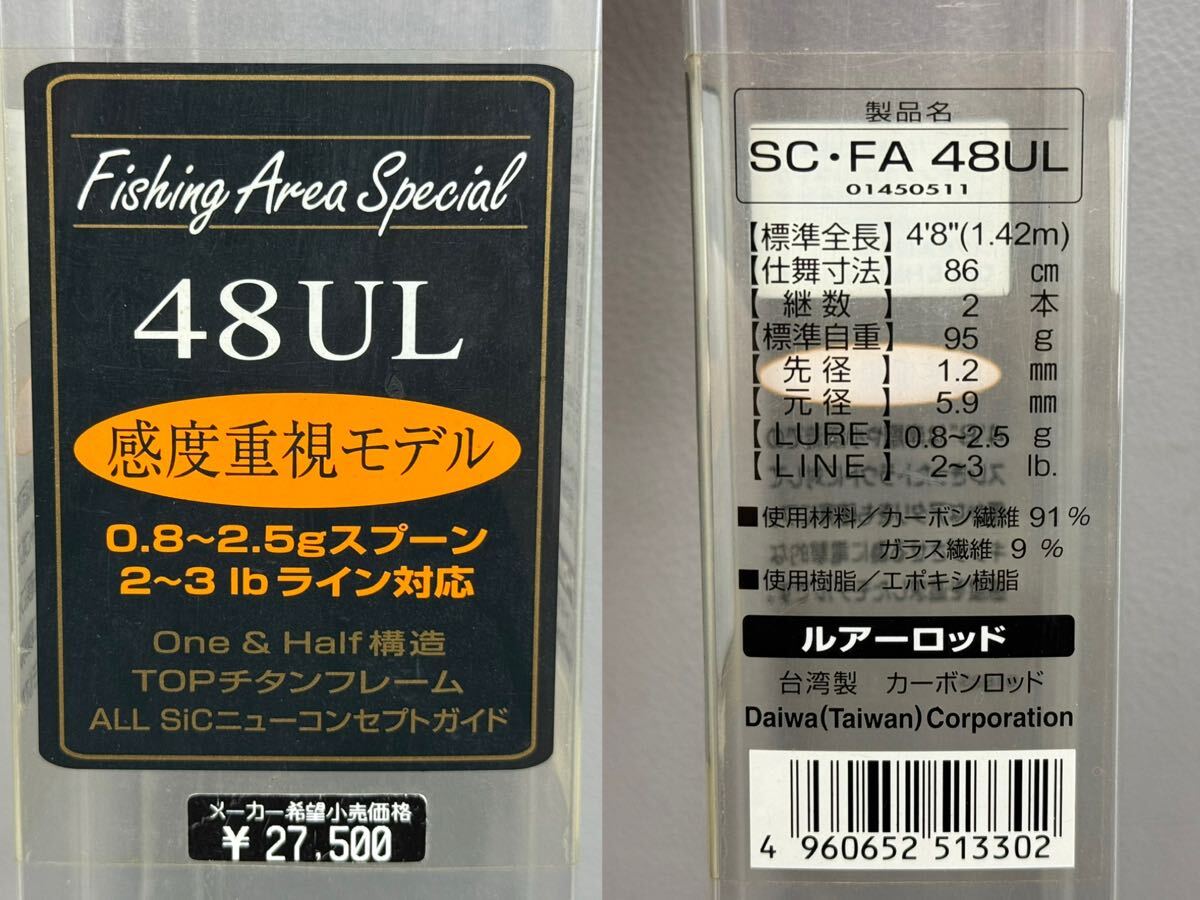 Fishing Area Special
48UL
感度重視モデル
0.8~2.5gスプーン
2~3 lbライン対応
One & Half構造
TOPチタンフレーム
ALL SiCニューコンセプトガイド
メーカー希望小売価格
¥ 27,500
製品名
SC・FA 48UL
01450511
【標準全長】4'8"(1.42m)
【仕舞寸法】 86 cm
【継数】 2 本
【標準自重】 95 g
【先径】 1.2 mm
【元径】 5.9 mm
【LURE】0.8~2.5 g
【LINE】 2~3 lb.
■使用材料/カーボン繊維 91%
ガラス繊維 9 %
■使用樹脂/エポキシ樹脂
ルアーロッド
台湾製 カーボンロッド
Daiwa(Taiwan)Corporation
4 960652 513302